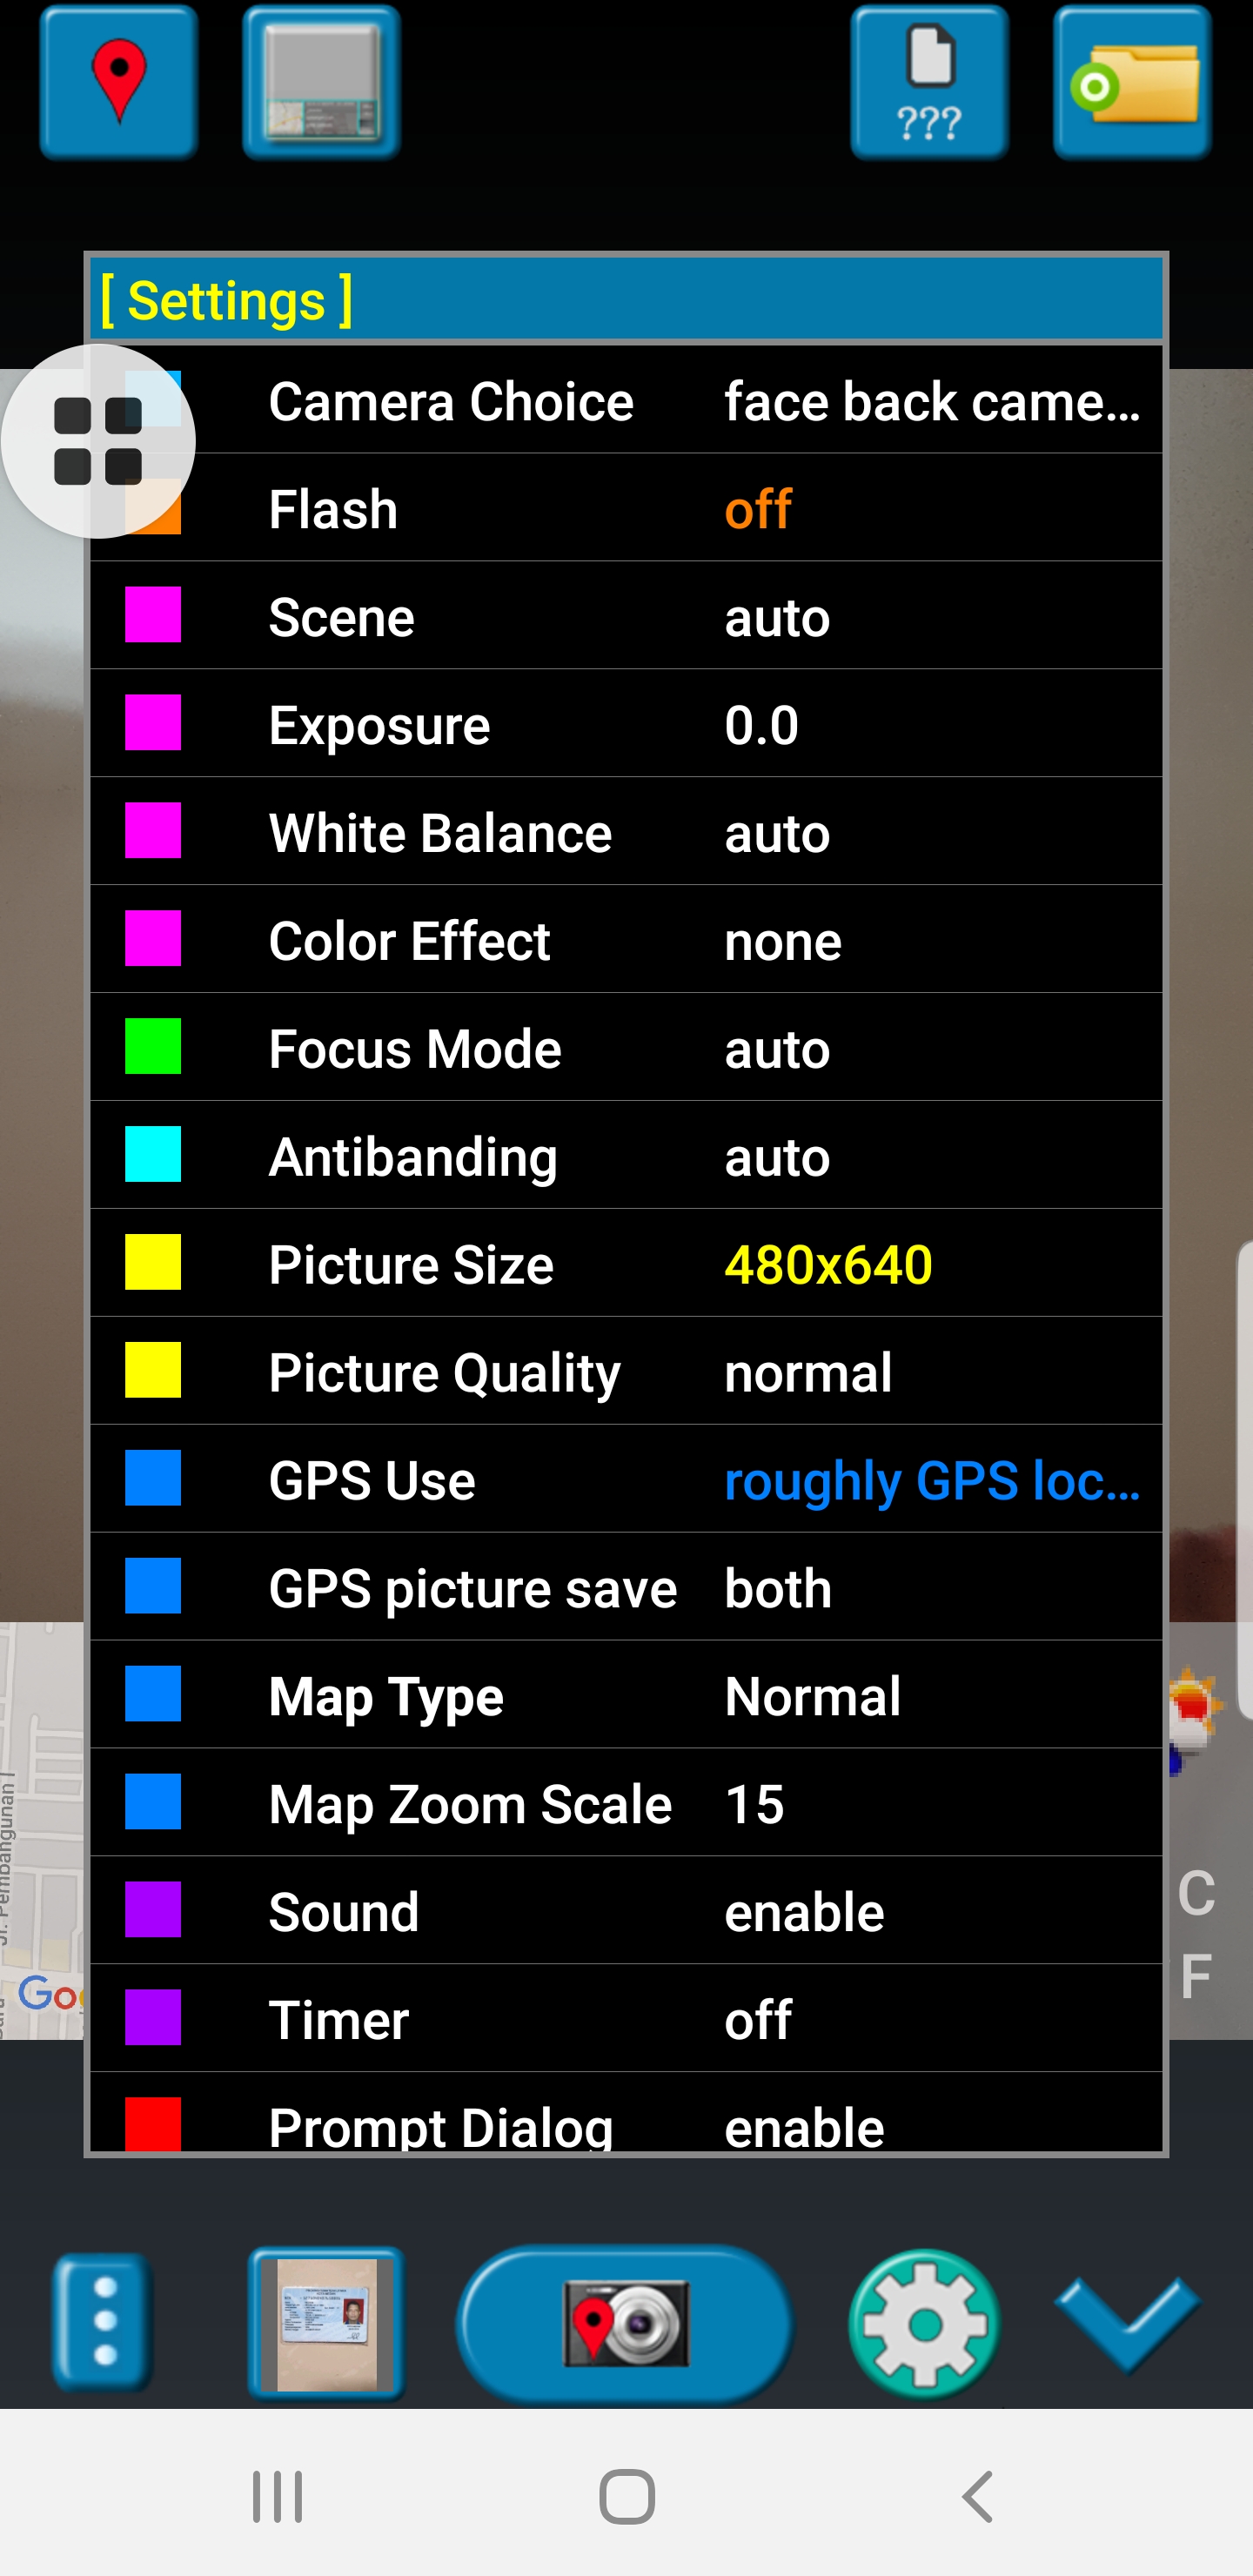 ???
[ Settings ]
Camera Choice face back came...
Flash off
Scene auto
Exposure 0.0
White Balance auto
Color Effect none
Focus Mode auto
Antibanding auto
Picture Size 480x640
Picture Quality normal
GPS Use roughly GPS loc...
GPS picture save both
Map Type Normal
Map Zoom Scale 15
Sound enable
Timer off
Prompt Dialog enable
Jl. Pembangunan I
C
F
Goo